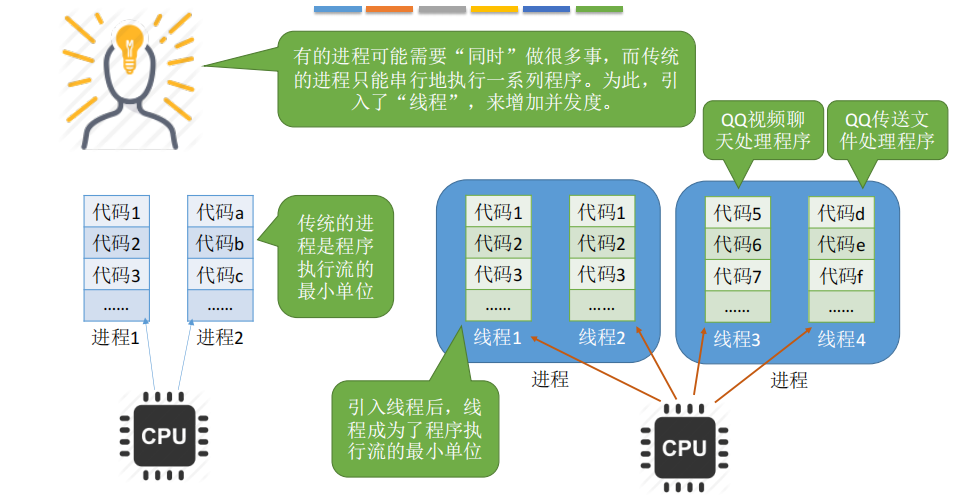 有的进程可能需要“同时”做很多事，而传统
的进程只能串行地执行一系列程序。为此，引
入了“线程”，来增加并发度。
QQ视频聊
天处理程序
QQ传送文
件处理程序
代码1
代码2
代码3
……
进程1
代码a
代码b
代码c
……
进程2
传统的进
程是程序
执行流的
最小单位
代码1
代码2
代码3
……
线程1
代码1
代码2
代码3
……
线程2
进程
代码5
代码6
代码7
……
线程3
代码d
代码e
代码f
……
线程4
进程
引入线程后，线
程成为了程序执
行流的最小单位
CPU
CPU